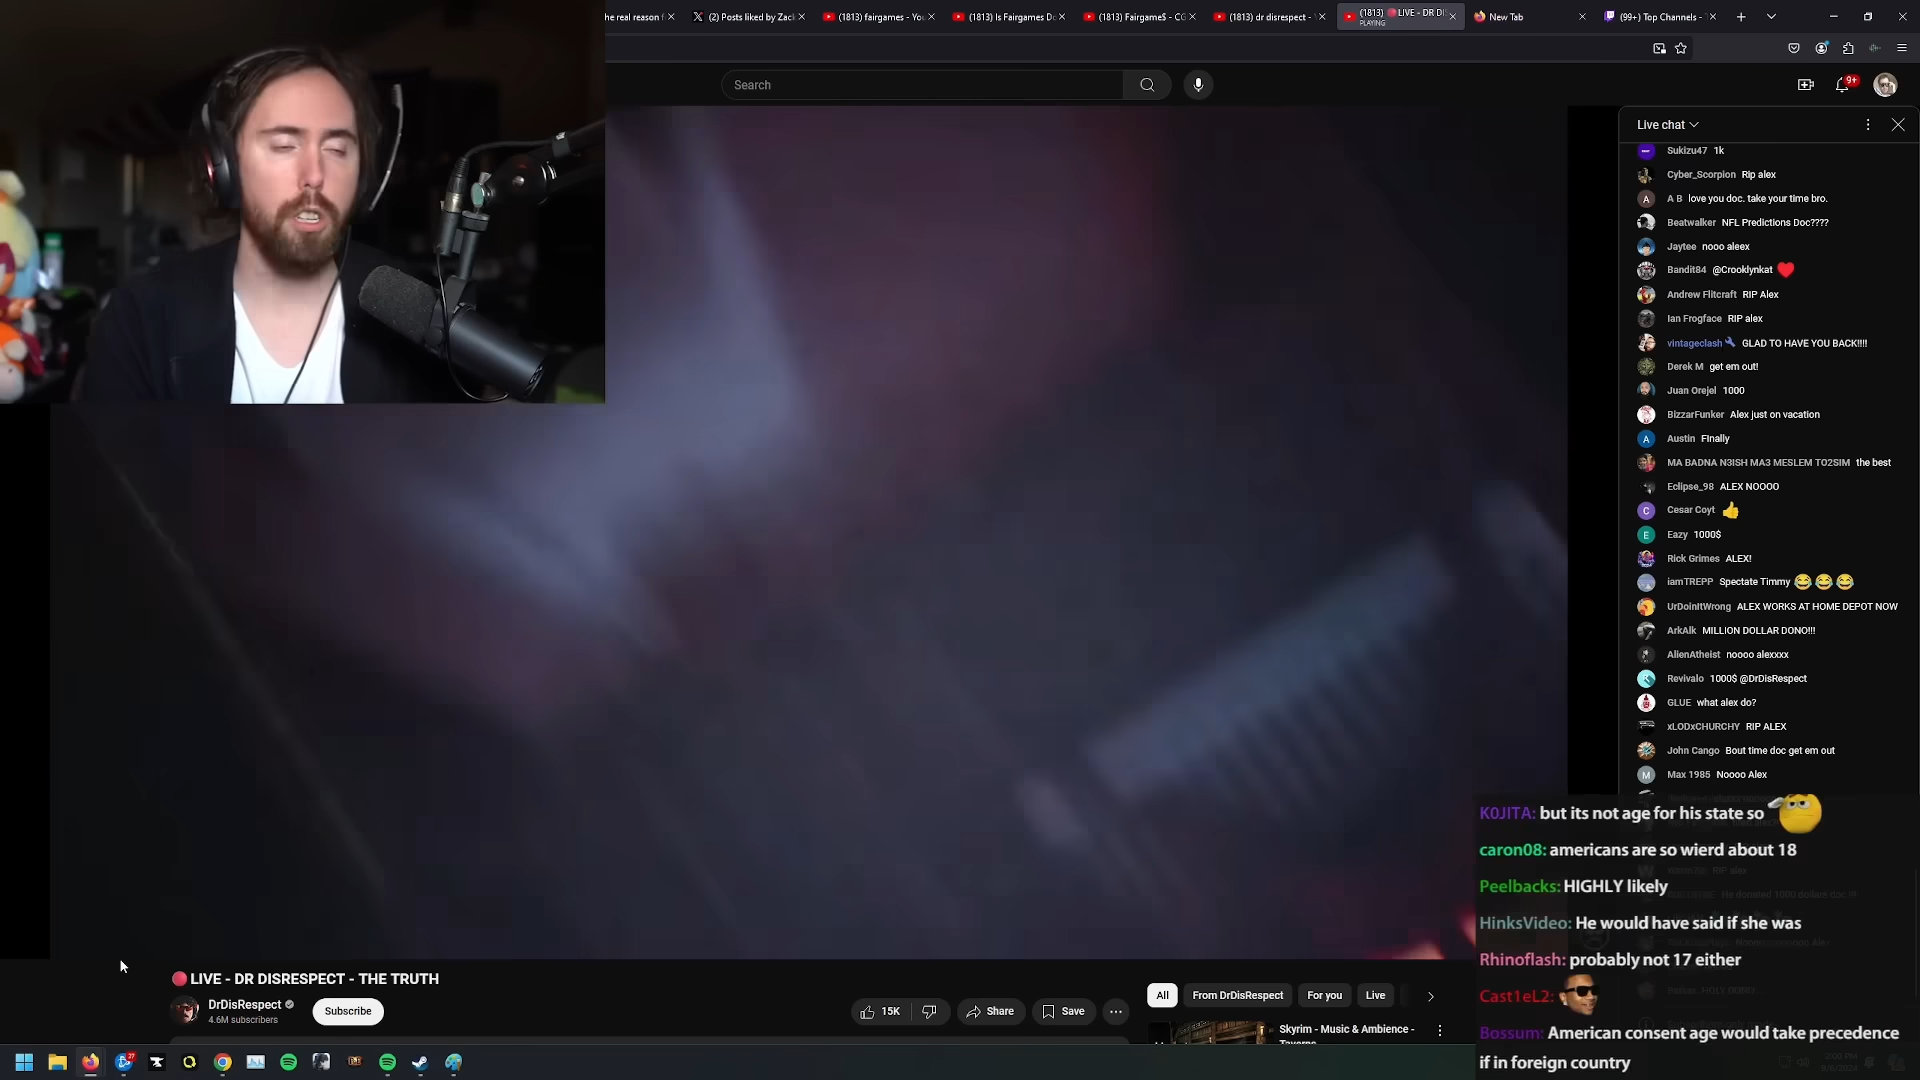 he real reason f
(2) Posts liked by Zack
(1813) fairgames - You
(1813) Is Fairgames D
(1813) Fairgame$ - CG
(1813) dr disrespect -
(1813) LIVE - DR DI
PLAYING
New Tab
(99+) Top Channels -
Search
9+
Live chat
Sukizu47 1k
Cyber_Scorpion Rip alex
A B love you doc. take your time bro.
Beatwalker NFL Predictions Doc????
Jaytee nooo aleex
Bandit84 @Crooklynkat
Andrew Flitcraft RIP Alex
Ian Frogface RIP alex
vintageclash GLAD TO HAVE YOU BACK!!!!
Derek M get em out!
Juan Orejel 1000
BizzarFunker Alex just on vacation
Austin FInally
MA BADNA N3ISH MA3 MESLEM TO2SIM the best
Eclipse_98 ALEX NOOOO
Cesar Coyt
Eazy 1000$
Rick Grimes ALEX!
iamTREPP Spectate Timmy
UrDoinItWrong ALEX WORKS AT HOME DEPOT NOW
ArkAlk MILLION DOLLAR DONO!!!
AlienAtheist noooo alexxxx
Revivalo 1000$ @DrDisRespect
GLUE what alex do?
xLODxCHURCHY RIP ALEX
John Cango Bout time doc get em out
Max 1985 Noooo Alex
K0JITA: but its not age for his state so
caron08: americans are so wierd about 18
Peelbacks: HIGHLY likely
HinksVideo: He would have said if she was
Rhinoflash: probably not 17 either
Cast1eL2:
Bossum: American consent age would take precedence
if in foreign country
LIVE - DR DISRESPECT - THE TRUTH
DrDisRespect
4.6M subscribers
Subscribe
15K
Share
Save
All
From DrDisRespect
For you
Live
Skyrim - Music & Ambience -
27